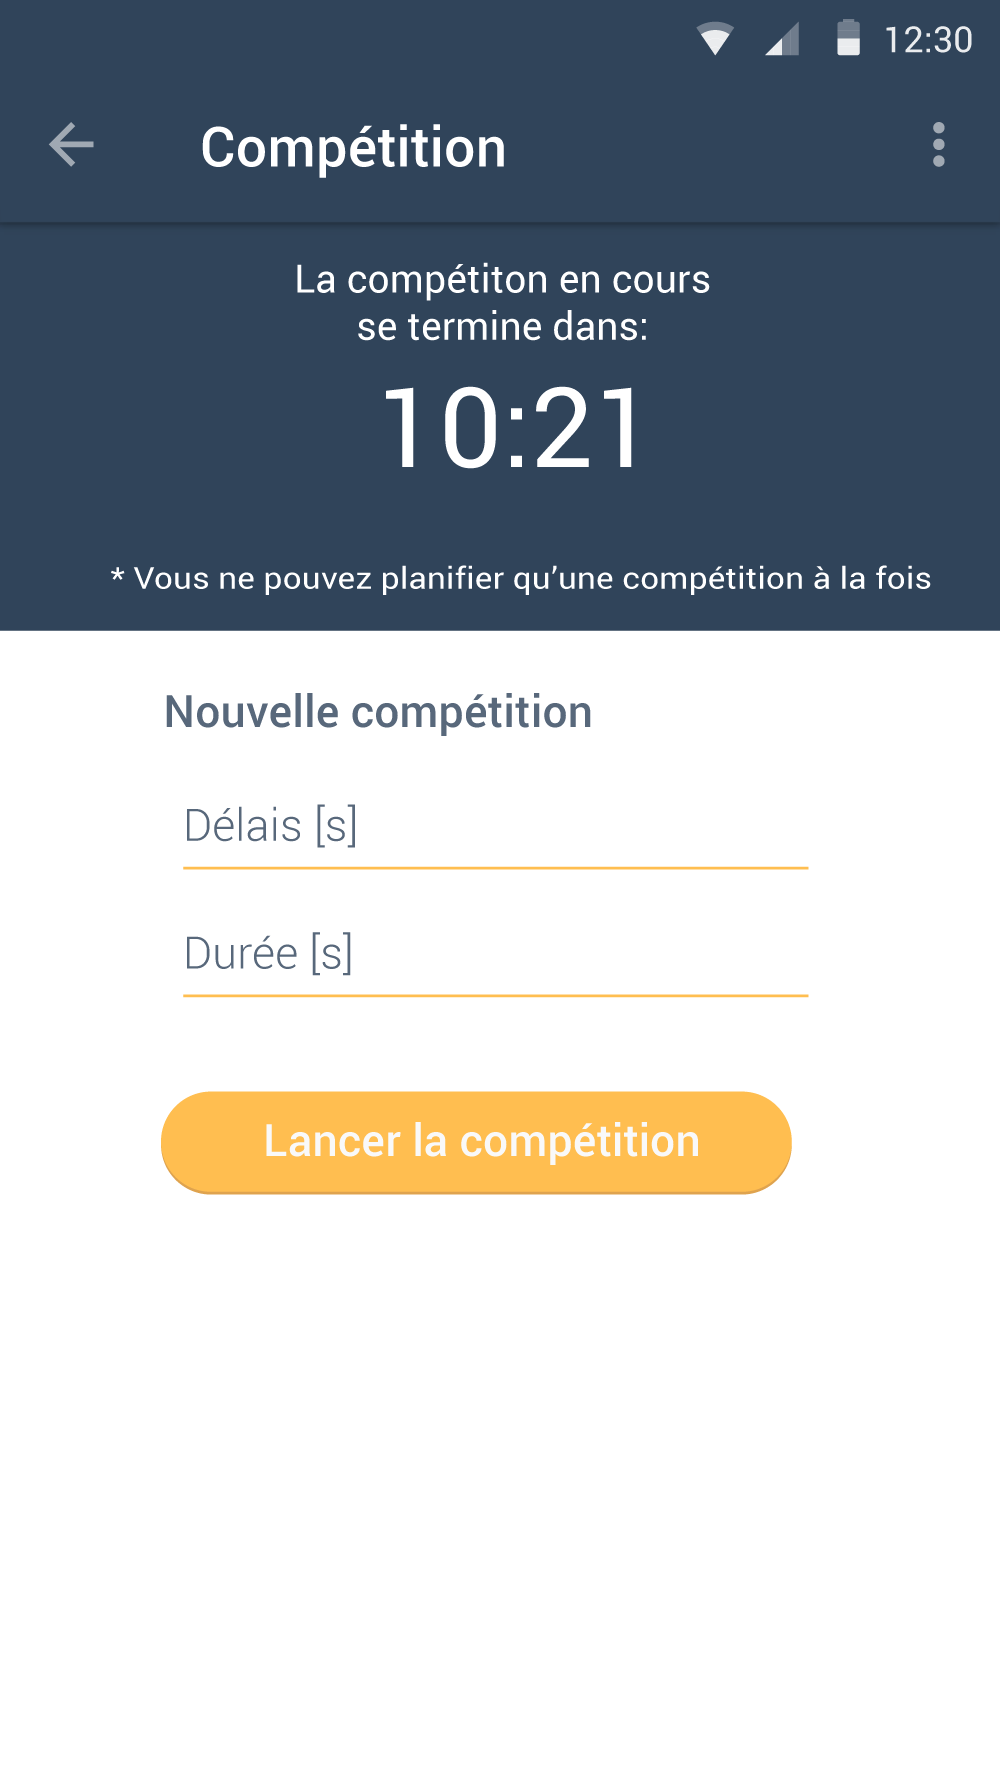 12:30
Compétition
La compétiton en cours
se termine dans:
10:21
* Vous ne pouvez planifier qu’une compétition à la fois
Nouvelle compétition
Délais [s]
Durée [s]
Lancer la compétition